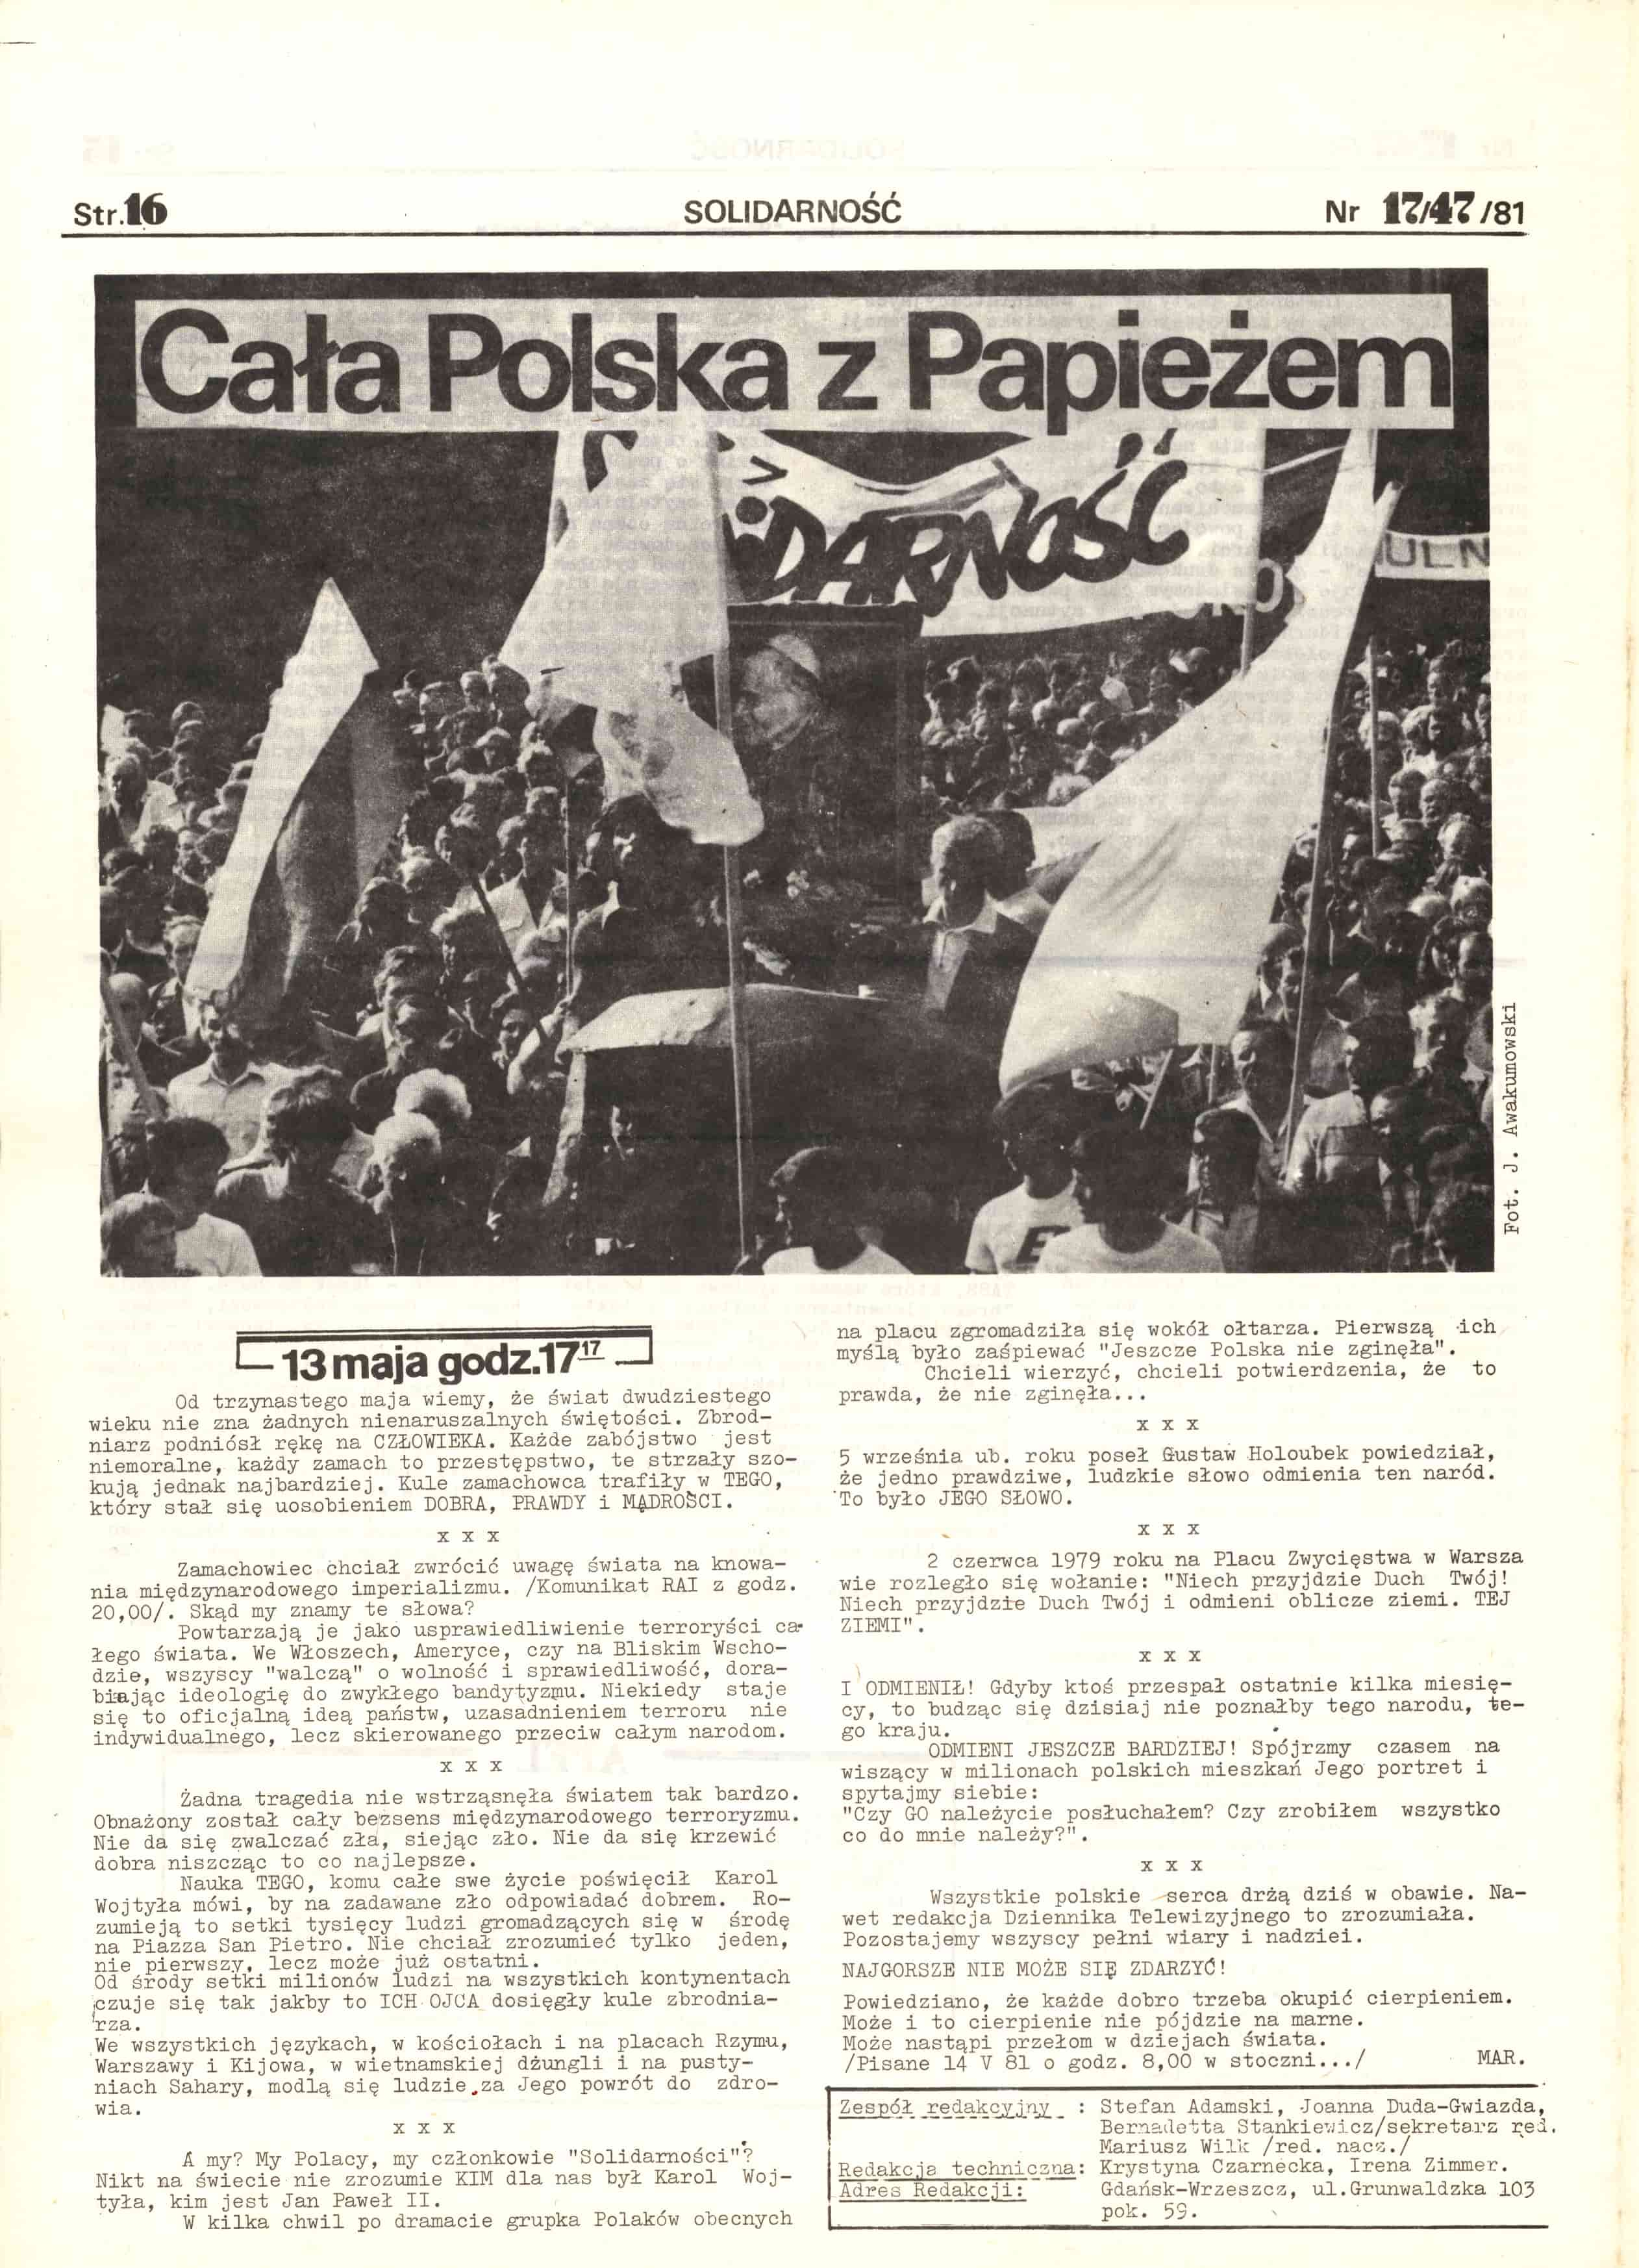 Str.16 SOLIDARNOŚĆ Nr 17/47/81
Cała Polska z Papieżem
DARNOŚĆ
Fot. J. Awakumowski
13 maja godz.17¹⁷
Od trzynastego maja wiemy, że świat dwudziestego
wieku nie zna żadnych nienaruszalnych świętości. Zbrod-
niarz podniósł rękę na CZŁOWIEKA. Każde zabójstwo jest
niemoralne, każdy zamach to przestępstwo, te strzały szo-
kują jednak najbardziej. Kule zamachowca trafiły w TEGO,
który stał się uosobieniem DOBRA, PRAWDY i MĄDROŚCI.
x x x
Zamachowiec chciał zwrócić uwagę świata na knowa-
nia międzynarodowego imperializmu. /Komunikat RAI z godz.
20,00/. Skąd my znamy te słowa?
Powtarzają je jako usprawiedliwienie terroryści ca-
łego świata. We Włoszech, Ameryce, czy na Bliskim Wscho-
dzie, wszyscy "walczą" o wolność i sprawiedliwość, dora-
biając ideologię do zwykłego bandytyzmu. Niekiedy staje
się to oficjalną ideą państw, uzasadnieniem terroru nie
indywidualnego, lecz skierowanego przeciw całym narodom.
x x x
Żadna tragedia nie wstrząsnęła światem tak bardzo.
Obnażony został cały bezsens międzynarodowego terroryzmu.
Nie da się zwalczać zła, siejąc zło. Nie da się krzewić
dobra niszcząc to co najlepsze.
Nauka TEGO, komu całe swe życie poświęcił Karol
Wojtyła mówi, by na zadawane zło odpowiadać dobrem. Ro-
zumieją to setki tysięcy ludzi gromadzących się w środę
na Piazza San Pietro. Nie chciał zrozumieć tylko jeden,
nie pierwszy, lecz może już ostatni.
Od środy setki milionów ludzi na wszystkich kontynentach
czuje się tak jakby to ICH OJCA dosięgły kule zbrodnia-
rza.
We wszystkich językach, w kościołach i na placach Rzymu,
Warszawy i Kijowa, w wietnamskiej dżungli i na pusty-
niach Sahary, modlą się ludzie za Jego powrót do zdro-
wia.
x x x
A my? My Polacy, my członkowie "Solidarności"?
Nikt na świecie nie zrozumie KIM dla nas był Karol Woj-
tyła, kim jest Jan Paweł II.
W kilka chwil po dramacie grupka Polaków obecnych
na placu zgromadziła się wokół ołtarza. Pierwszą ich
myślą było zaśpiewać "Jeszcze Polska nie zginęła".
Chcieli wierzyć, chcieli potwierdzenia, że to
prawda, że nie zginęła...
x x x
5 września ub. roku poseł Gustaw Holoubek powiedział,
że jedno prawdziwe, ludzkie słowo odmienia ten naród.
To było JEGO SŁOWO.
x x x
2 czerwca 1979 roku na Placu Zwycięstwa w Warsza
wie rozległo się wołanie: "Niech przyjdzie Duch Twój!
Niech przyjdzie Duch Twój i odmieni oblicze ziemi. TEJ
ZIEMI".
x x x
I ODMIENIŁ! Gdyby ktoś przespał ostatnie kilka miesię-
cy, to budząc się dzisiaj nie poznałby tego narodu, te-
go kraju.
ODMIENI JESZCZE BARDZIEJ! Spójrzmy czasem na
wiszący w milionach polskich mieszkań Jego portret i
spytajmy siebie:
"Czy GO należycie posłuchałem? Czy zrobiłem wszystko
co do mnie należy?".
x x x
Wszystkie polskie serca drżą dziś w obawie. Na-
wet redakcja Dziennika Telewizyjnego to zrozumiała.
Pozostajemy wszyscy pełni wiary i nadziei.
NAJGORSZE NIE MOŻE SIĘ ZDARZYĆ!
Powiedziano, że każde dobro trzeba okupić cierpieniem.
Może i to cierpienie nie pójdzie na marne.
Może nastąpi przełom w dziejach świata.
/Pisane 14 V 81 o godz. 8,00 w stoczni.../ MAR.
Zespół redakcyjny : Stefan Adamski, Joanna Duda-Gwiazda,
Bernadetta Stankiewicz/sekretarz red.
Mariusz Wilk /red. nacz./
Redakcja techniczna: Krystyna Czarnecka, Irena Zimmer.
Adres Redakcji: Gdańsk-Wrzeszcz, ul.Grunwaldzka 103
pok. 59.